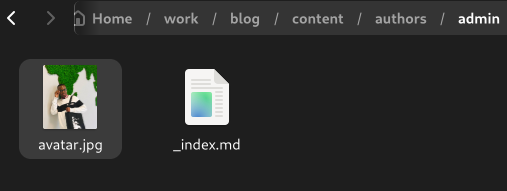 Home / work / blog / content / authors / admin
avatar.jpg
_index.md